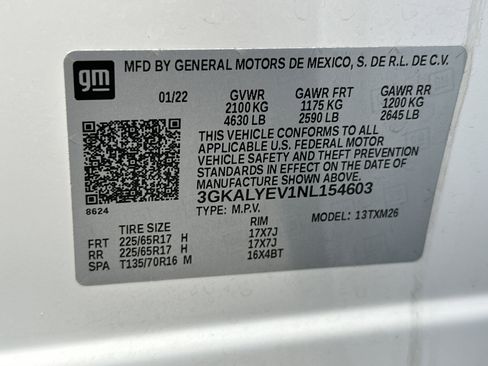 gm MFD BY GENERAL MOTORS DE MEXICO, S. DE R.L. DE C.V.
01/22 GVWR GAWR FRT GAWR RR
2100 KG 1175 KG 1200 KG
4630 LB 2590 LB 2645 LB
THIS VEHICLE CONFORMS TO ALL
APPLICABLE U.S. FEDERAL MOTOR
VEHICLE SAFETY AND THEFT PREVENTION
STANDARDS IN EFFECT ON THE DATE OF
MANUFACTURE SHOWN ABOVE.
3GKALYEV1NL154603
8624
TYPE: M.P.V. MODEL: 13TXM26
TIRE SIZE RIM
FRT 225/65R17 H 17X7J
RR 225/65R17 H 17X7J
SPA T135/70R16 M 16X4BT